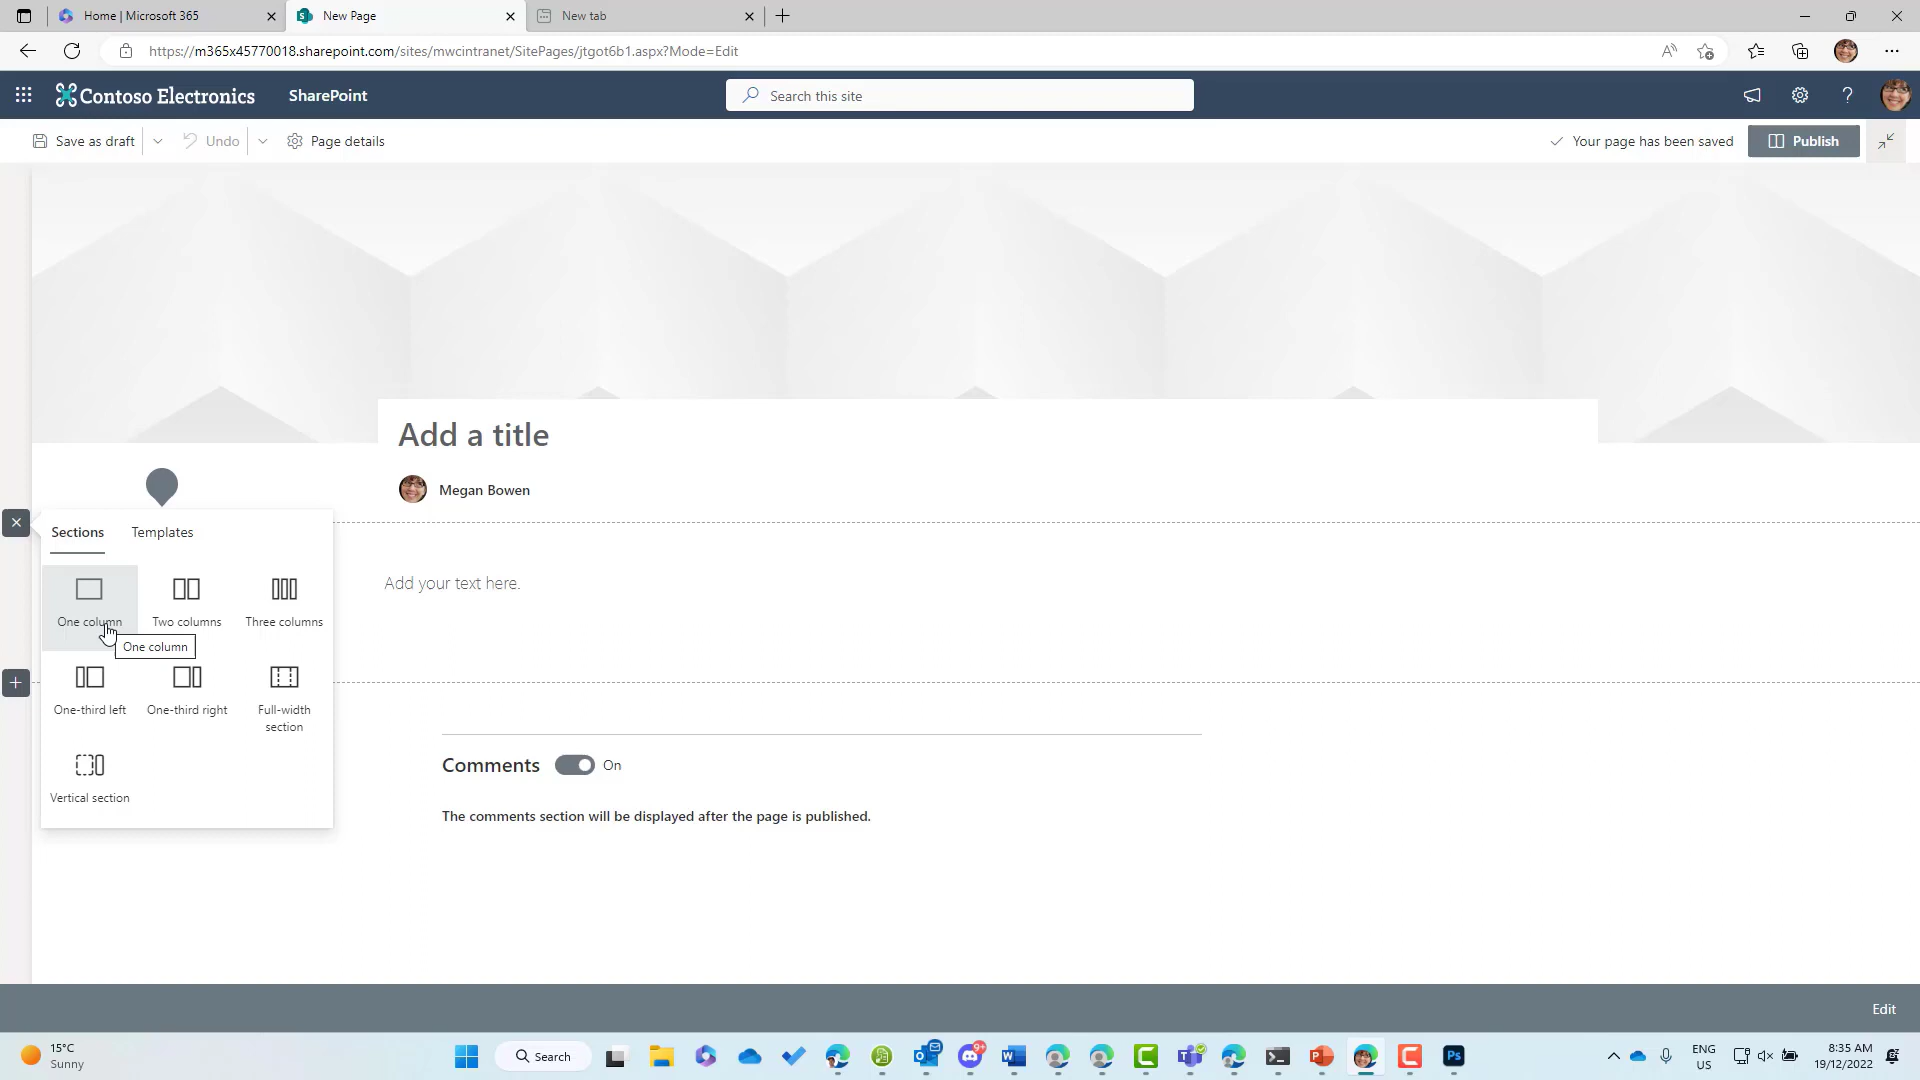 Home | Microsoft 365
New Page
New tab
https://m365x45770018.sharepoint.com/sites/mwcintranet/SitePages/jtgot6b1.aspx?Mode=Edit
Contoso Electronics
SharePoint
Search this site
Save as draft
Undo
Page details
Your page has been saved
Publish
Add a title
Megan Bowen
Sections
Templates
Add your text here.
One column
Two columns
Three columns
One column
One-third left
One-third right
Full-width
section
Vertical section
Comments
On
The comments section will be displayed after the page is published.
Edit
15°C
Sunny
Search
9+
ENG
US
8:35 AM
19/12/2022